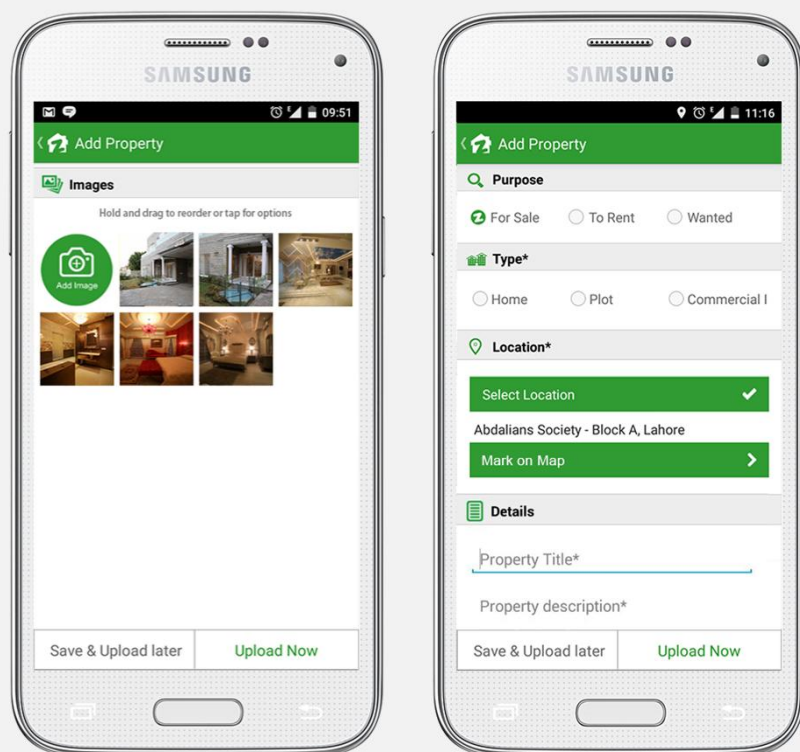 SAMSUNG
09:51
Add Property
Images
Hold and drag to reorder or tap for options
Add Image
Save & Upload later
Upload Now
SAMSUNG
11:16
Add Property
Purpose
For Sale
To Rent
Wanted
Type*
Home
Plot
Commercial I
Location*
Select Location
Abdalians Society - Block A, Lahore
Mark on Map
Details
Property Title*
Property description*
Save & Upload later
Upload Now